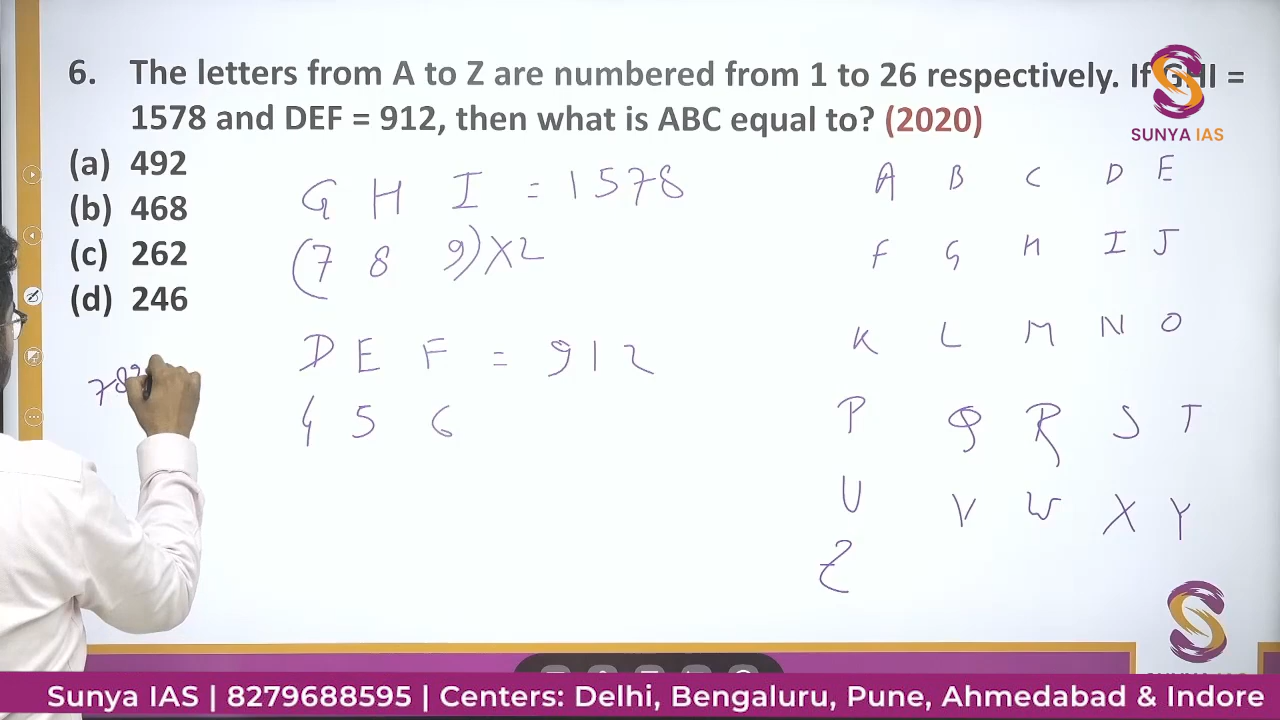 6. The letters from A to Z are numbered from 1 to 26 respectively. If GHI =
1578 and DEF = 912, then what is ABC equal to? (2020)
SUNYA IAS
(a) 492
(b) 468
(c) 262
(d) 246
G H I = 1578
(7 8 9)X2
D E F = 912
4 5 6
789
A B C D E
F G H I J
K L M N O
P Q R S T
U V W X Y
Z
Sunya IAS | 8279688595 | Centers: Delhi, Bengaluru, Pune, Ahmedabad & Indore